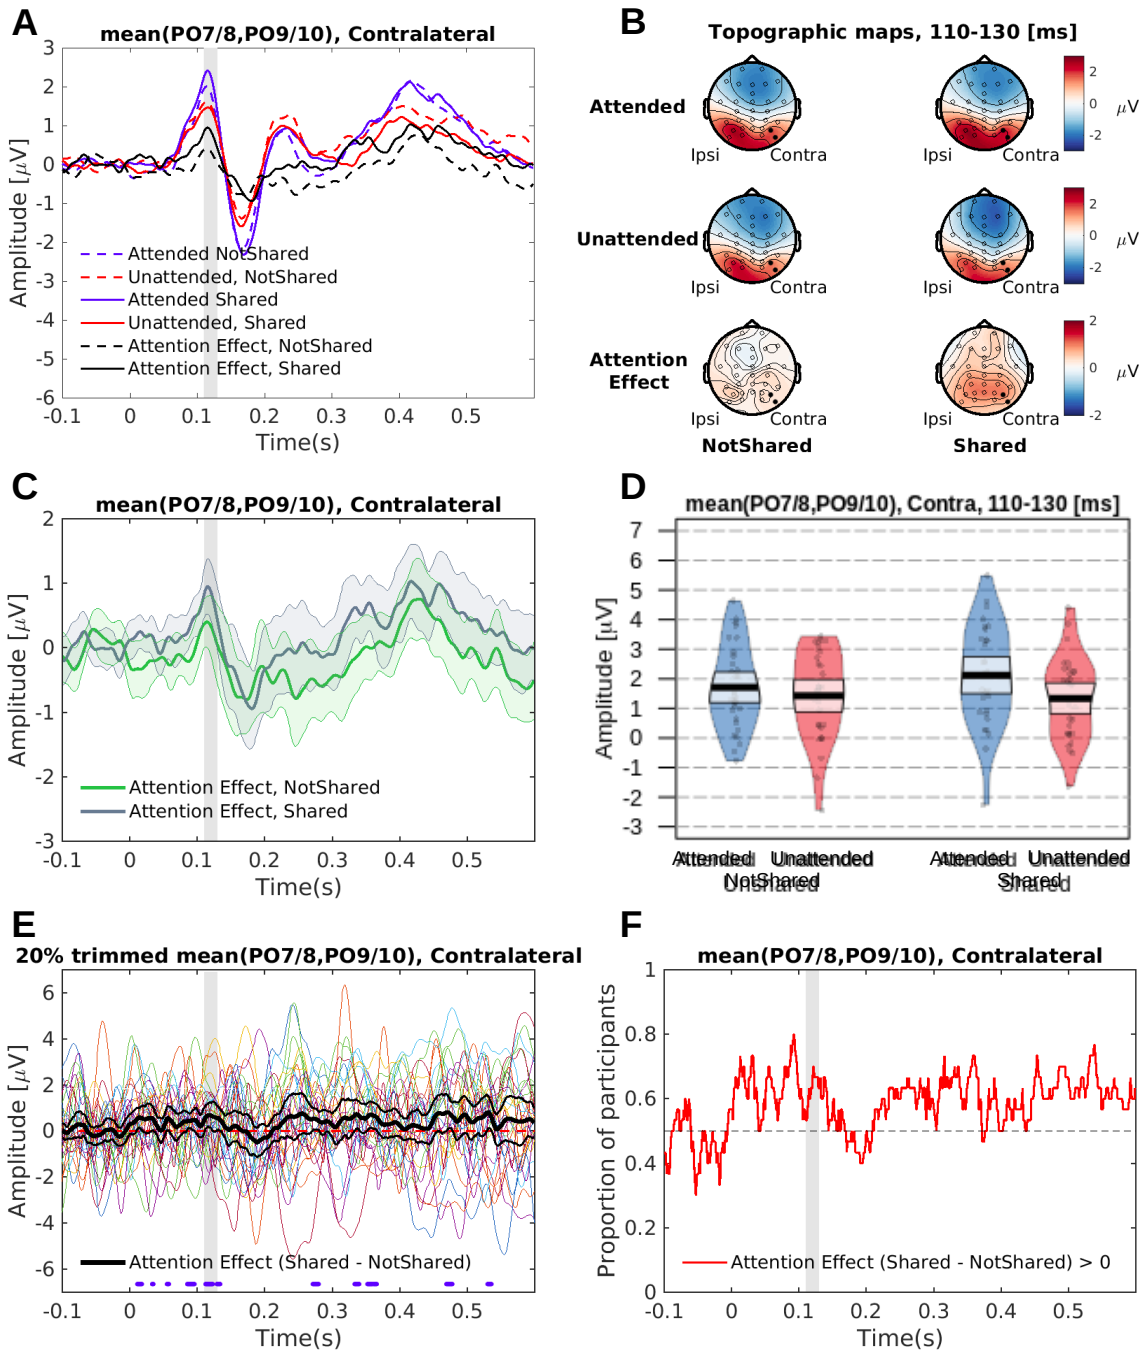 A
mean(PO7/8,PO9/10), Contralateral
Amplitude [μV]
3
2
1
0
-1
-2
-3
-4
-5
-6
Attended NotShared
Unattended, NotShared
Attended Shared
Unattended, Shared
Attention Effect, NotShared
Attention Effect, Shared
-0.1 0 0.1 0.2 0.3 0.4 0.5
Time(s)
B
Topographic maps, 110-130 [ms]
Attended
Ipsi Contra Ipsi Contra
2
0
-2
μV
Unattended
Ipsi Contra Ipsi Contra
2
0
-2
μV
Attention
Effect
Ipsi Contra Ipsi Contra
2
0
-2
μV
NotShared Shared
C
mean(PO7/8,PO9/10), Contralateral
Amplitude [μV]
2
1
0
-1
-2
-3
Attention Effect, NotShared
Attention Effect, Shared
-0.1 0 0.1 0.2 0.3 0.4 0.5
Time(s)
D
mean(PO7/8,PO9/10), Contra, 110-130 [ms]
Amplitude [μV]
7
6
5
4
3
2
1
0
-1
-2
-3
Attended Unattended Attended Unattended
NotShared Shared
Unshared Shared
E
20% trimmed mean(PO7/8,PO9/10), Contralateral
Amplitude [μV]
6
4
2
0
-2
-4
-6
Attention Effect (Shared - NotShared)
-0.1 0 0.1 0.2 0.3 0.4 0.5
Time(s)
F
mean(PO7/8,PO9/10), Contralateral
Proportion of participants
1
0.8
0.6
0.4
0.2
0
Attention Effect (Shared - NotShared) > 0
-0.1 0 0.1 0.2 0.3 0.4 0.5
Time(s)